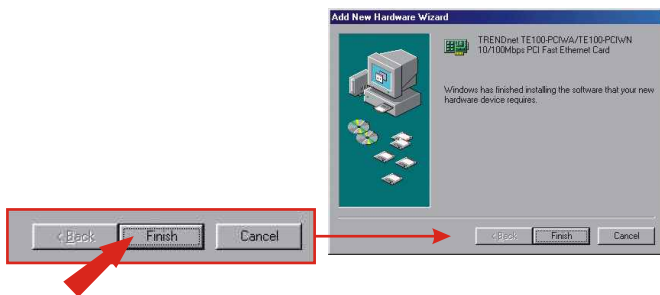 Add New Hardware Wizard
TRENDnet TE100-PCIWA/TE100-PCIWN
10/100Mbps PCI Fast Ethernet Card
Windows has finished installing the software that your new
hardware device requires.
< Back Finish Cancel
< Back Finish Cancel